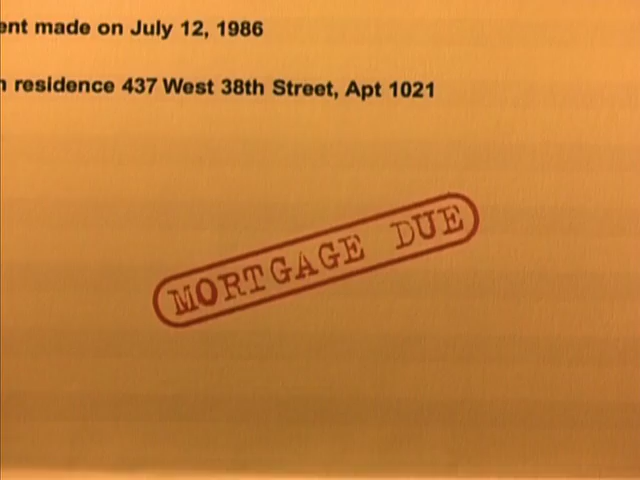 ent made on July 12, 1986
residence 437 West 38th Street, Apt 1021
MORTGAGE DUE